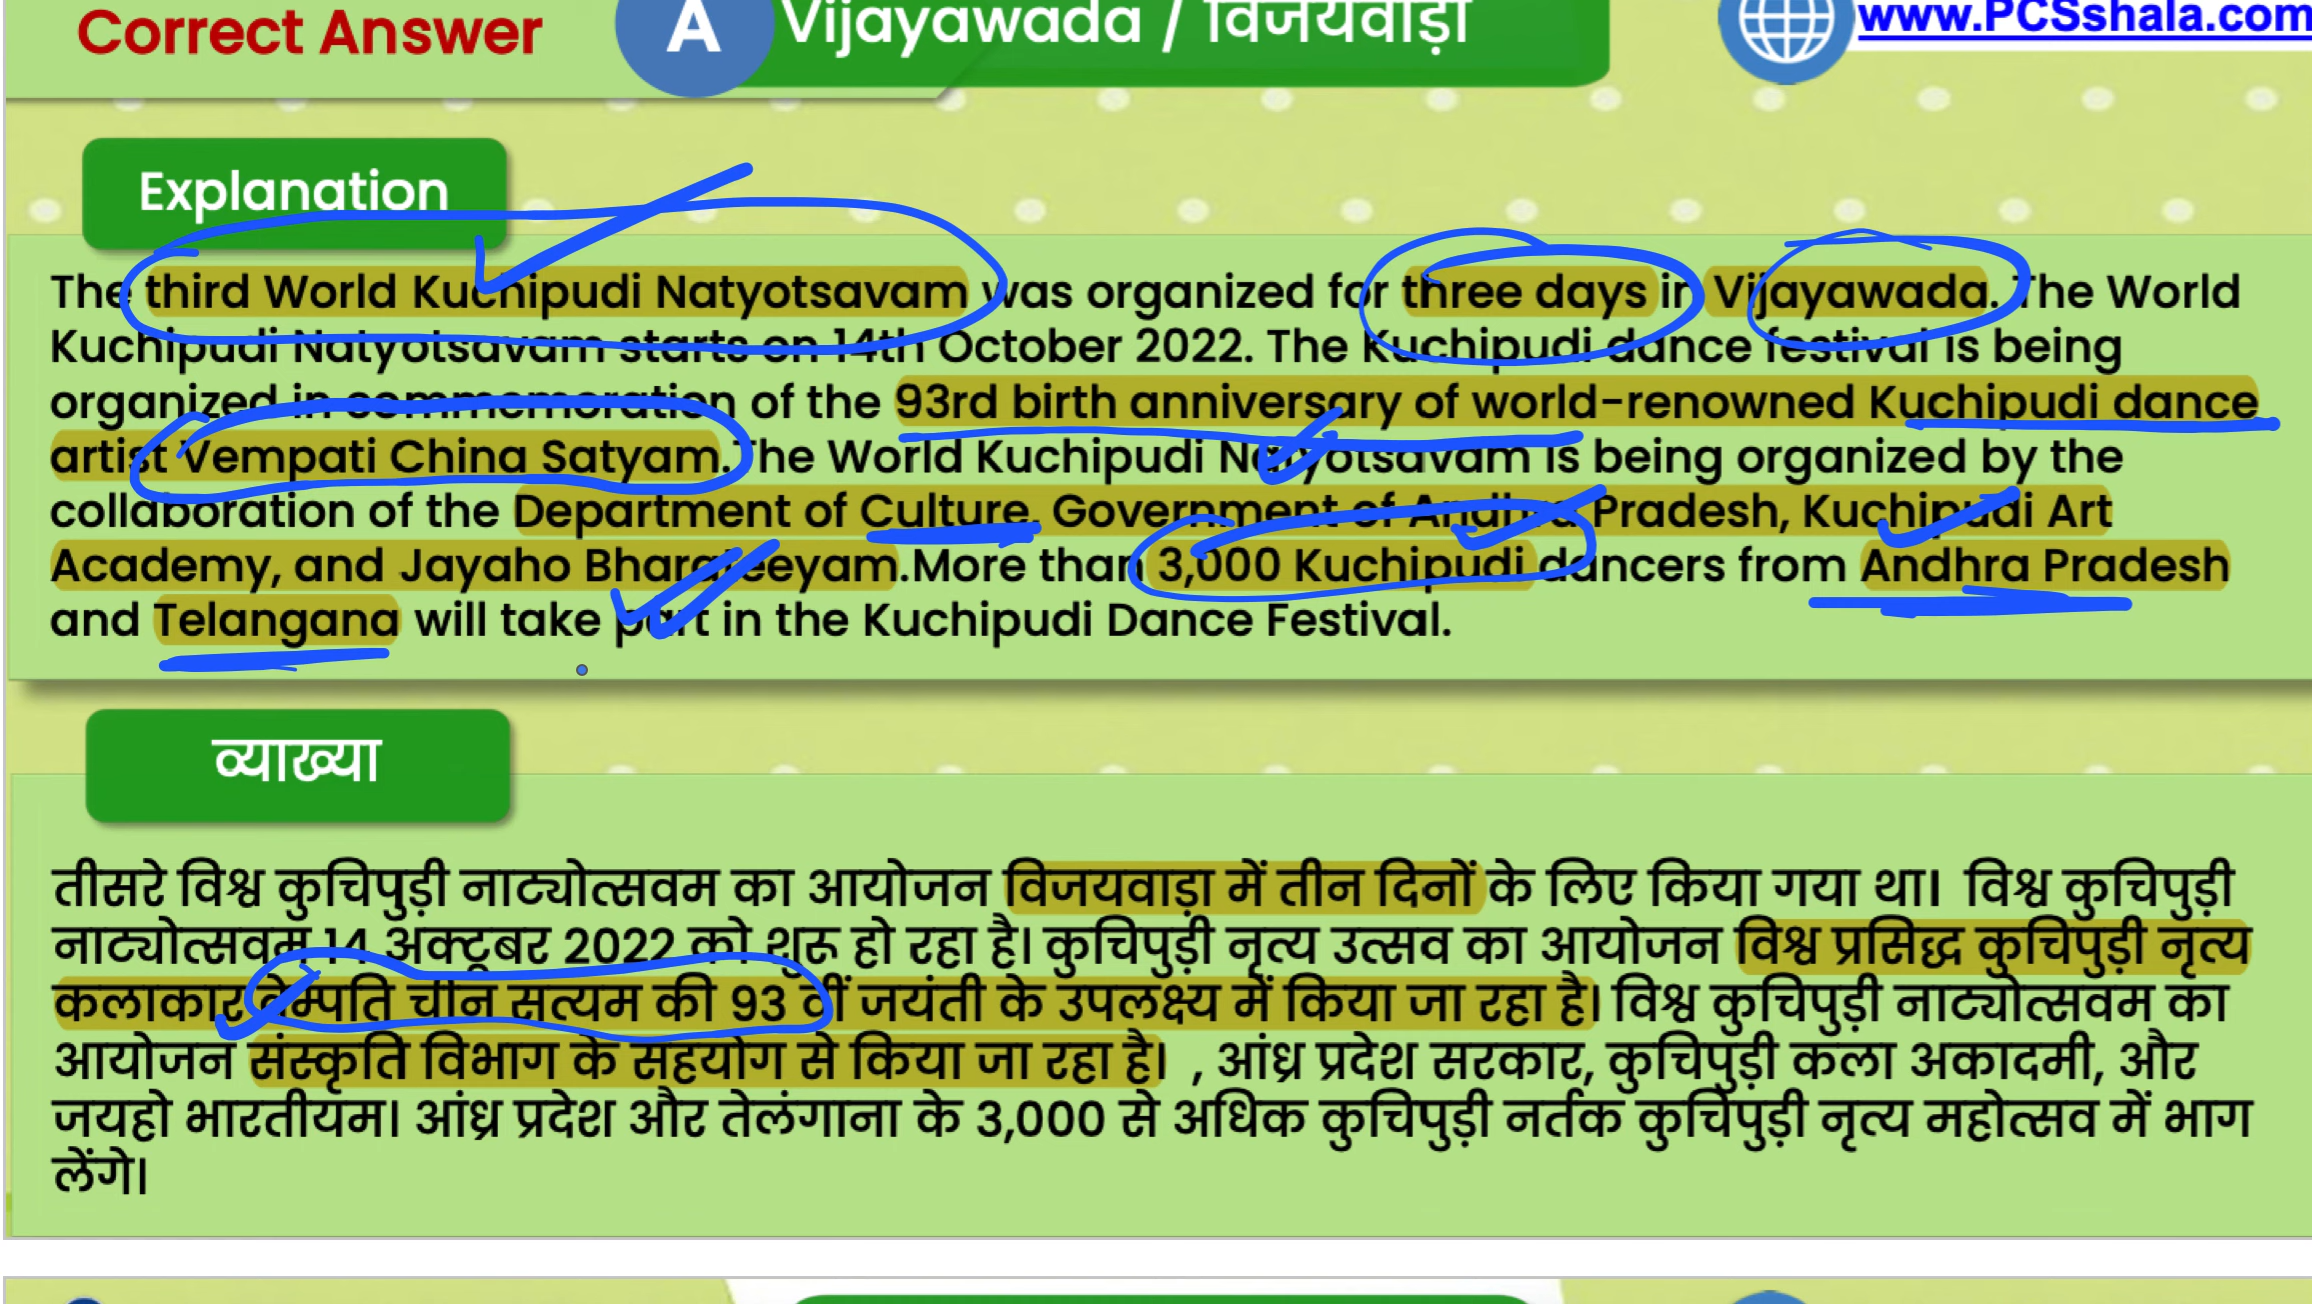 Correct Answer A Vijayawada / विजयवाड़ा www.PCSshala.com
Explanation
The third World Kuchipudi Natyotsavam was organized for three days in Vijayawada. The World
Kuchipudi Natyotsavam starts on 14th October 2022. The Kuchipudi dance festival is being
organized in commemoration of the 93rd birth anniversary of world-renowned Kuchipudi dance
artist Vempati China Satyam.The World Kuchipudi Natyotsavam is being organized by the
collaboration of the Department of Culture, Government of Andhra Pradesh, Kuchipudi Art
Academy, and Jayaho Bharateeyam.More than 3,000 Kuchipudi dancers from Andhra Pradesh
and Telangana will take part in the Kuchipudi Dance Festival.
व्याख्या
तीसरे विश्व कुचिपुड़ी नाट्योत्सवम का आयोजन विजयवाड़ा में तीन दिनों के लिए किया गया था। विश्व कुचिपुड़ी
नाट्योत्सवम 14 अक्टूबर 2022 को शुरू हो रहा है। कुचिपुड़ी नृत्य उत्सव का आयोजन विश्व प्रसिद्ध कुचिपुड़ी नृत्य
कलाकार वेम्पति चीन सत्यम की 93 वीं जयंती के उपलक्ष्य में किया जा रहा है। विश्व कुचिपुड़ी नाट्योत्सवम का
आयोजन संस्कृति विभाग के सहयोग से किया जा रहा है। , आंध्र प्रदेश सरकार, कुचिपुड़ी कला अकादमी, और
जयहो भारतीयम। आंध्र प्रदेश और तेलंगाना के 3,000 से अधिक कुचिपुड़ी नर्तक कुचिपुड़ी नृत्य महोत्सव में भाग
लेंगे।